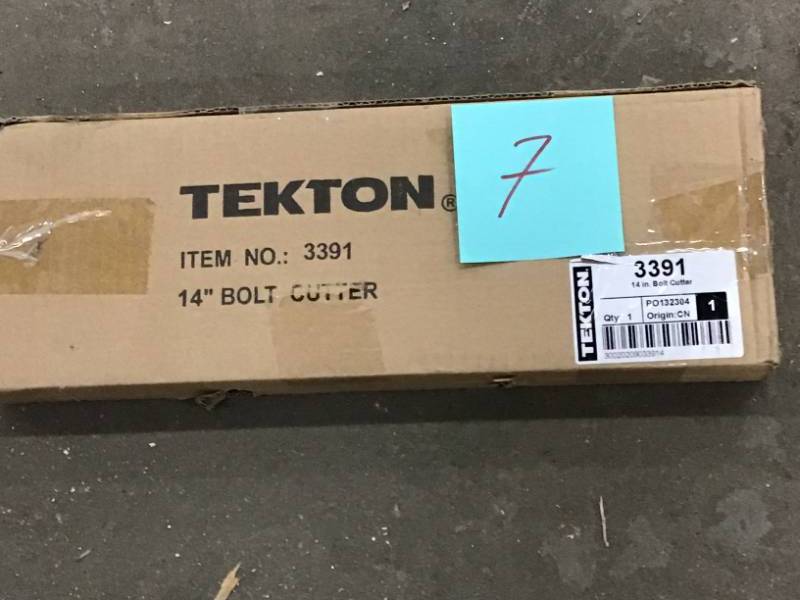 TEKTON®
7
ITEM NO.: 3391
14" BOLT CUTTER
TEKTON
3391
14 in. Bolt Cutter
PO132304
Qty 1
Origin:CN
1
30020209033914